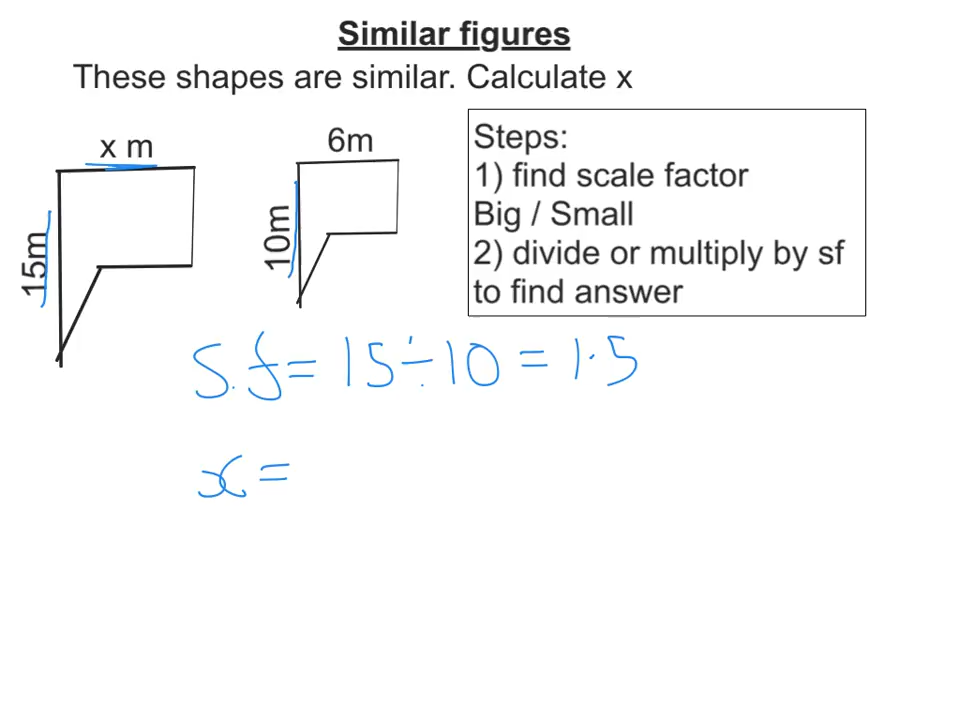 Similar figures
These shapes are similar. Calculate x
x m
6m
15m
10m
Steps:
1) find scale factor
Big / Small
2) divide or multiply by sf
to find answer
S.f = 15 ÷ 10 = 1.5
x =